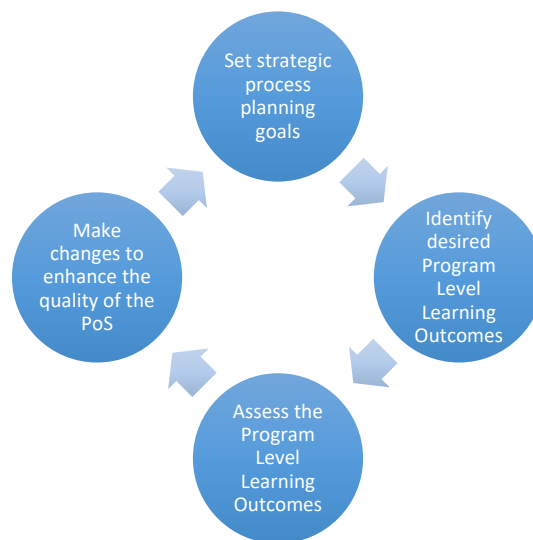 Set strategic
process
planning
goals
Identify
desired
Program
Level
Learning
Outcomes
Assess the
Program
Level
Learning
Outcomes
Make
changes to
enhance the
quality of the
PoS